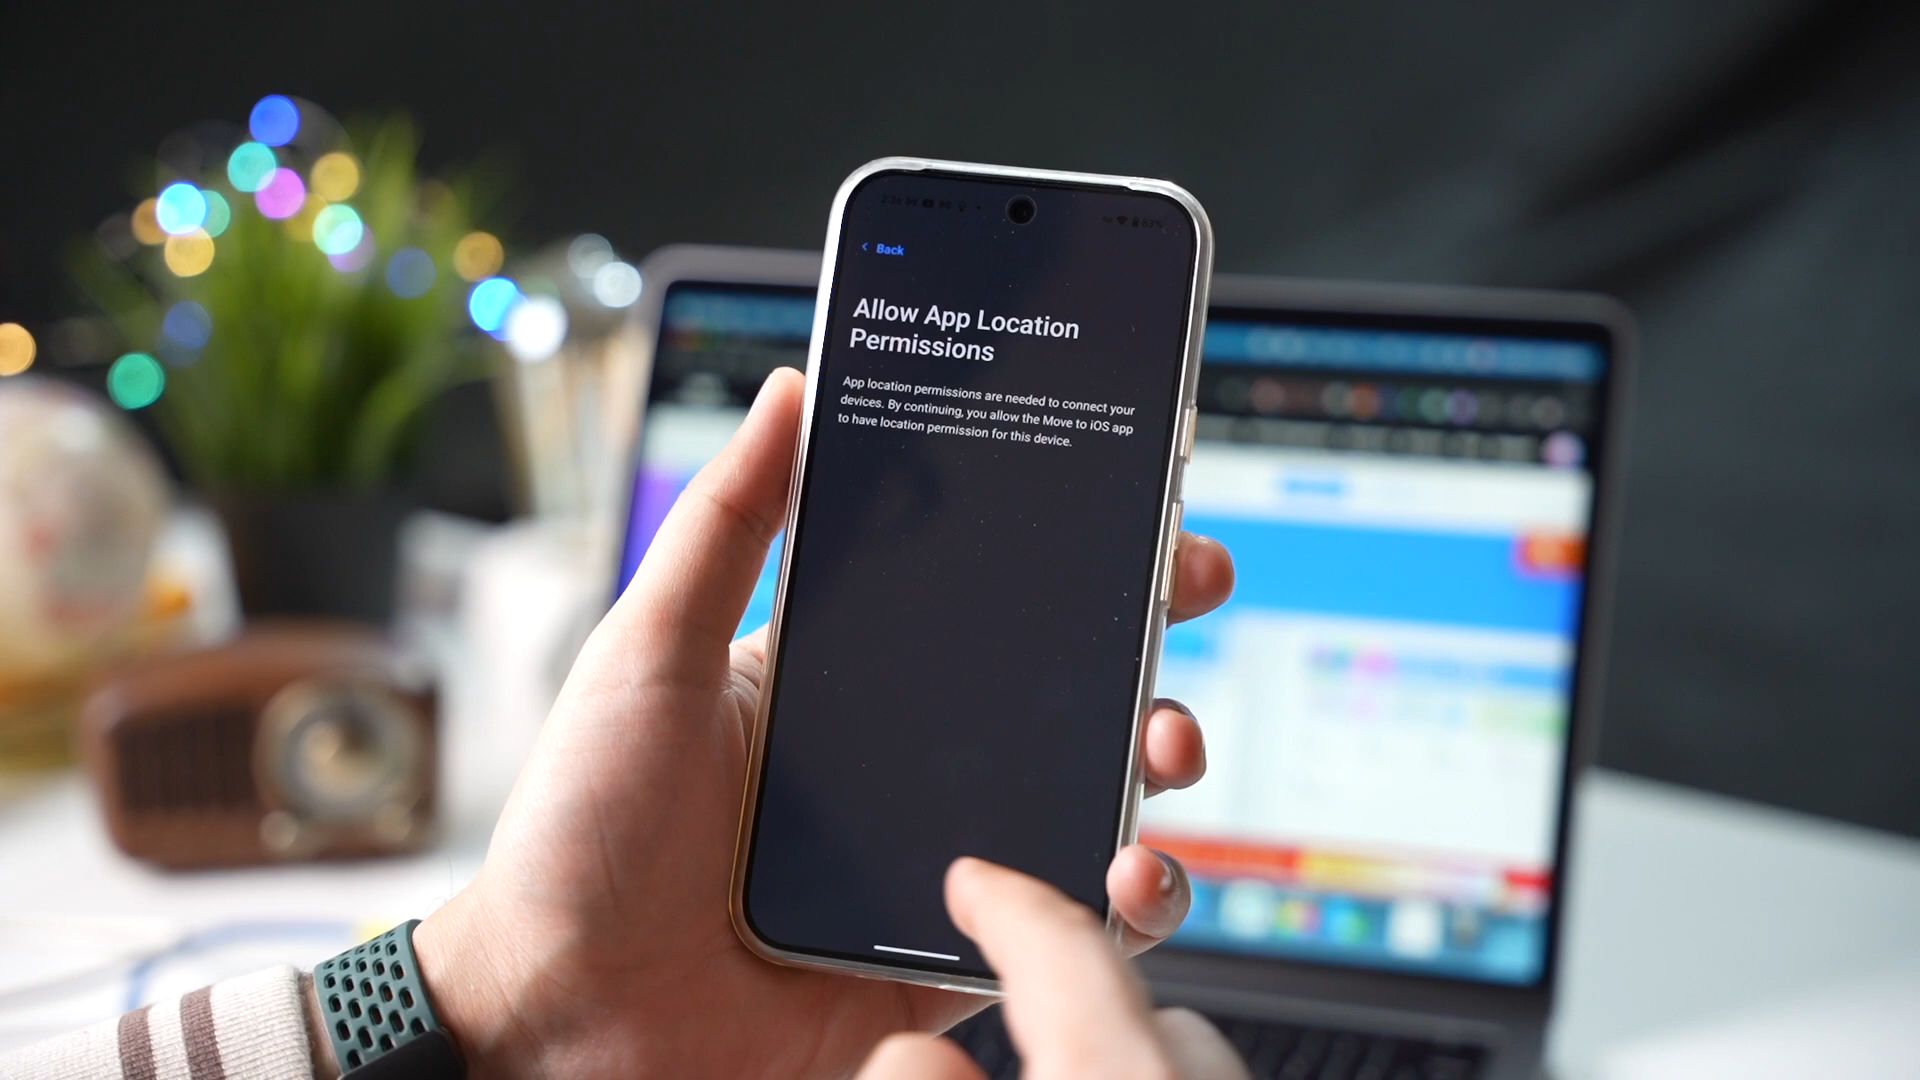 Back
Allow App Location
Permissions
App location permissions are needed to connect your
devices. By continuing, you allow the Move to iOS app
to have location permission for this device.